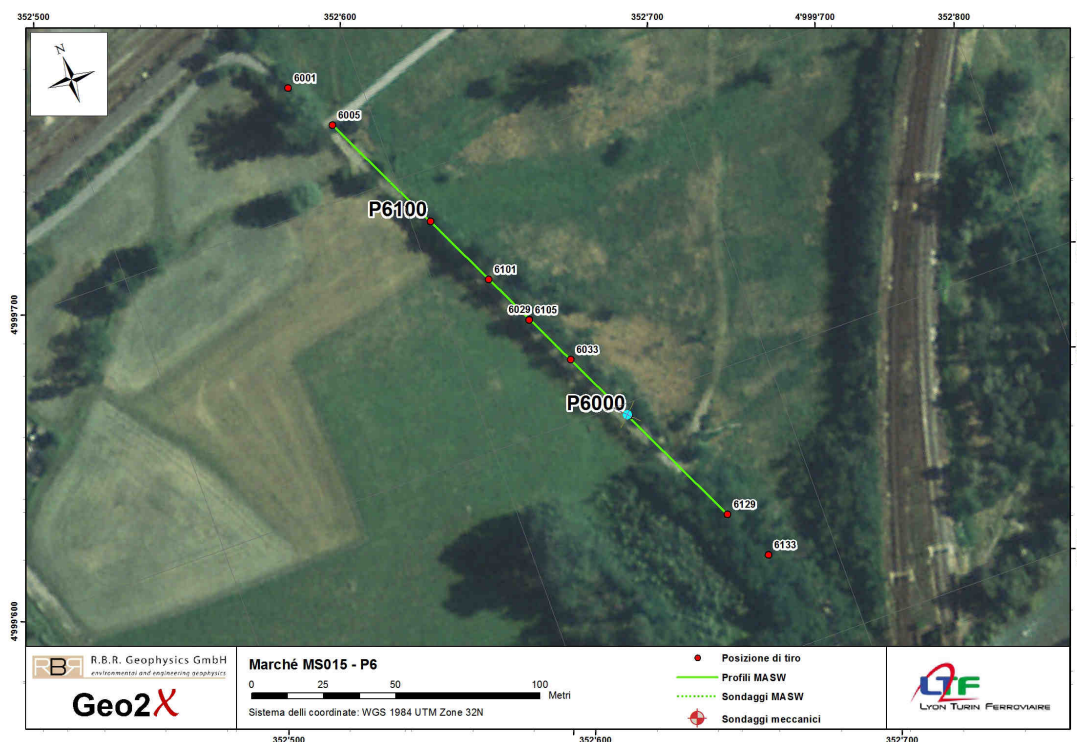 352'500 352'600 352'700 4'999'700 352'800
N
6001
6005
P6100
6101
6029 6105
6033
P6000
6129
6133
4'999'700
4'999'600
R.B.R. Geophysics GmbH
environmental and engineering geophysics
RBR
Geo2X
Marché MS015 - P6
0 25 50 100
Metri
Sistema delli coordinate: WGS 1984 UTM Zone 32N
Posizione di tiro
Profili MASW
Sondaggi MASW
Sondaggi meccanici
LTF
Lyon Turin Ferroviaire
352'500 352'600 352'700